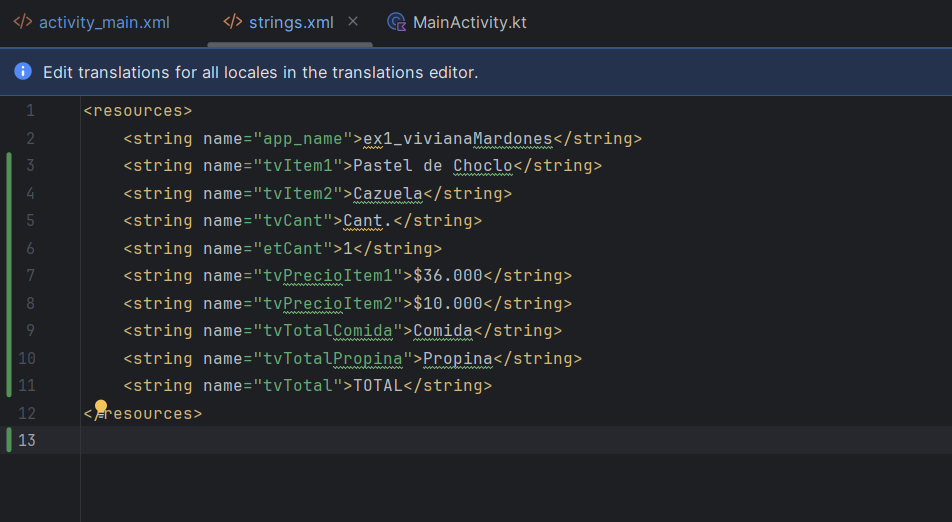 </> activity_main.xml </> strings.xml × MainActivity.kt
Edit translations for all locales in the translations editor.
1 <resources>
2 <string name="app_name">ex1_vivianaMardones</string>
3 <string name="tvItem1">Pastel de Choclo</string>
4 <string name="tvItem2">Cazuela</string>
5 <string name="tvCant">Cant.</string>
6 <string name="etCant">1</string>
7 <string name="tvPrecioItem1">$36.000</string>
8 <string name="tvPrecioItem2">$10.000</string>
9 <string name="tvTotalComida">Comida</string>
10 <string name="tvTotalPropina">Propina</string>
11 <string name="tvTotal">TOTAL</string>
12 </resources>
13